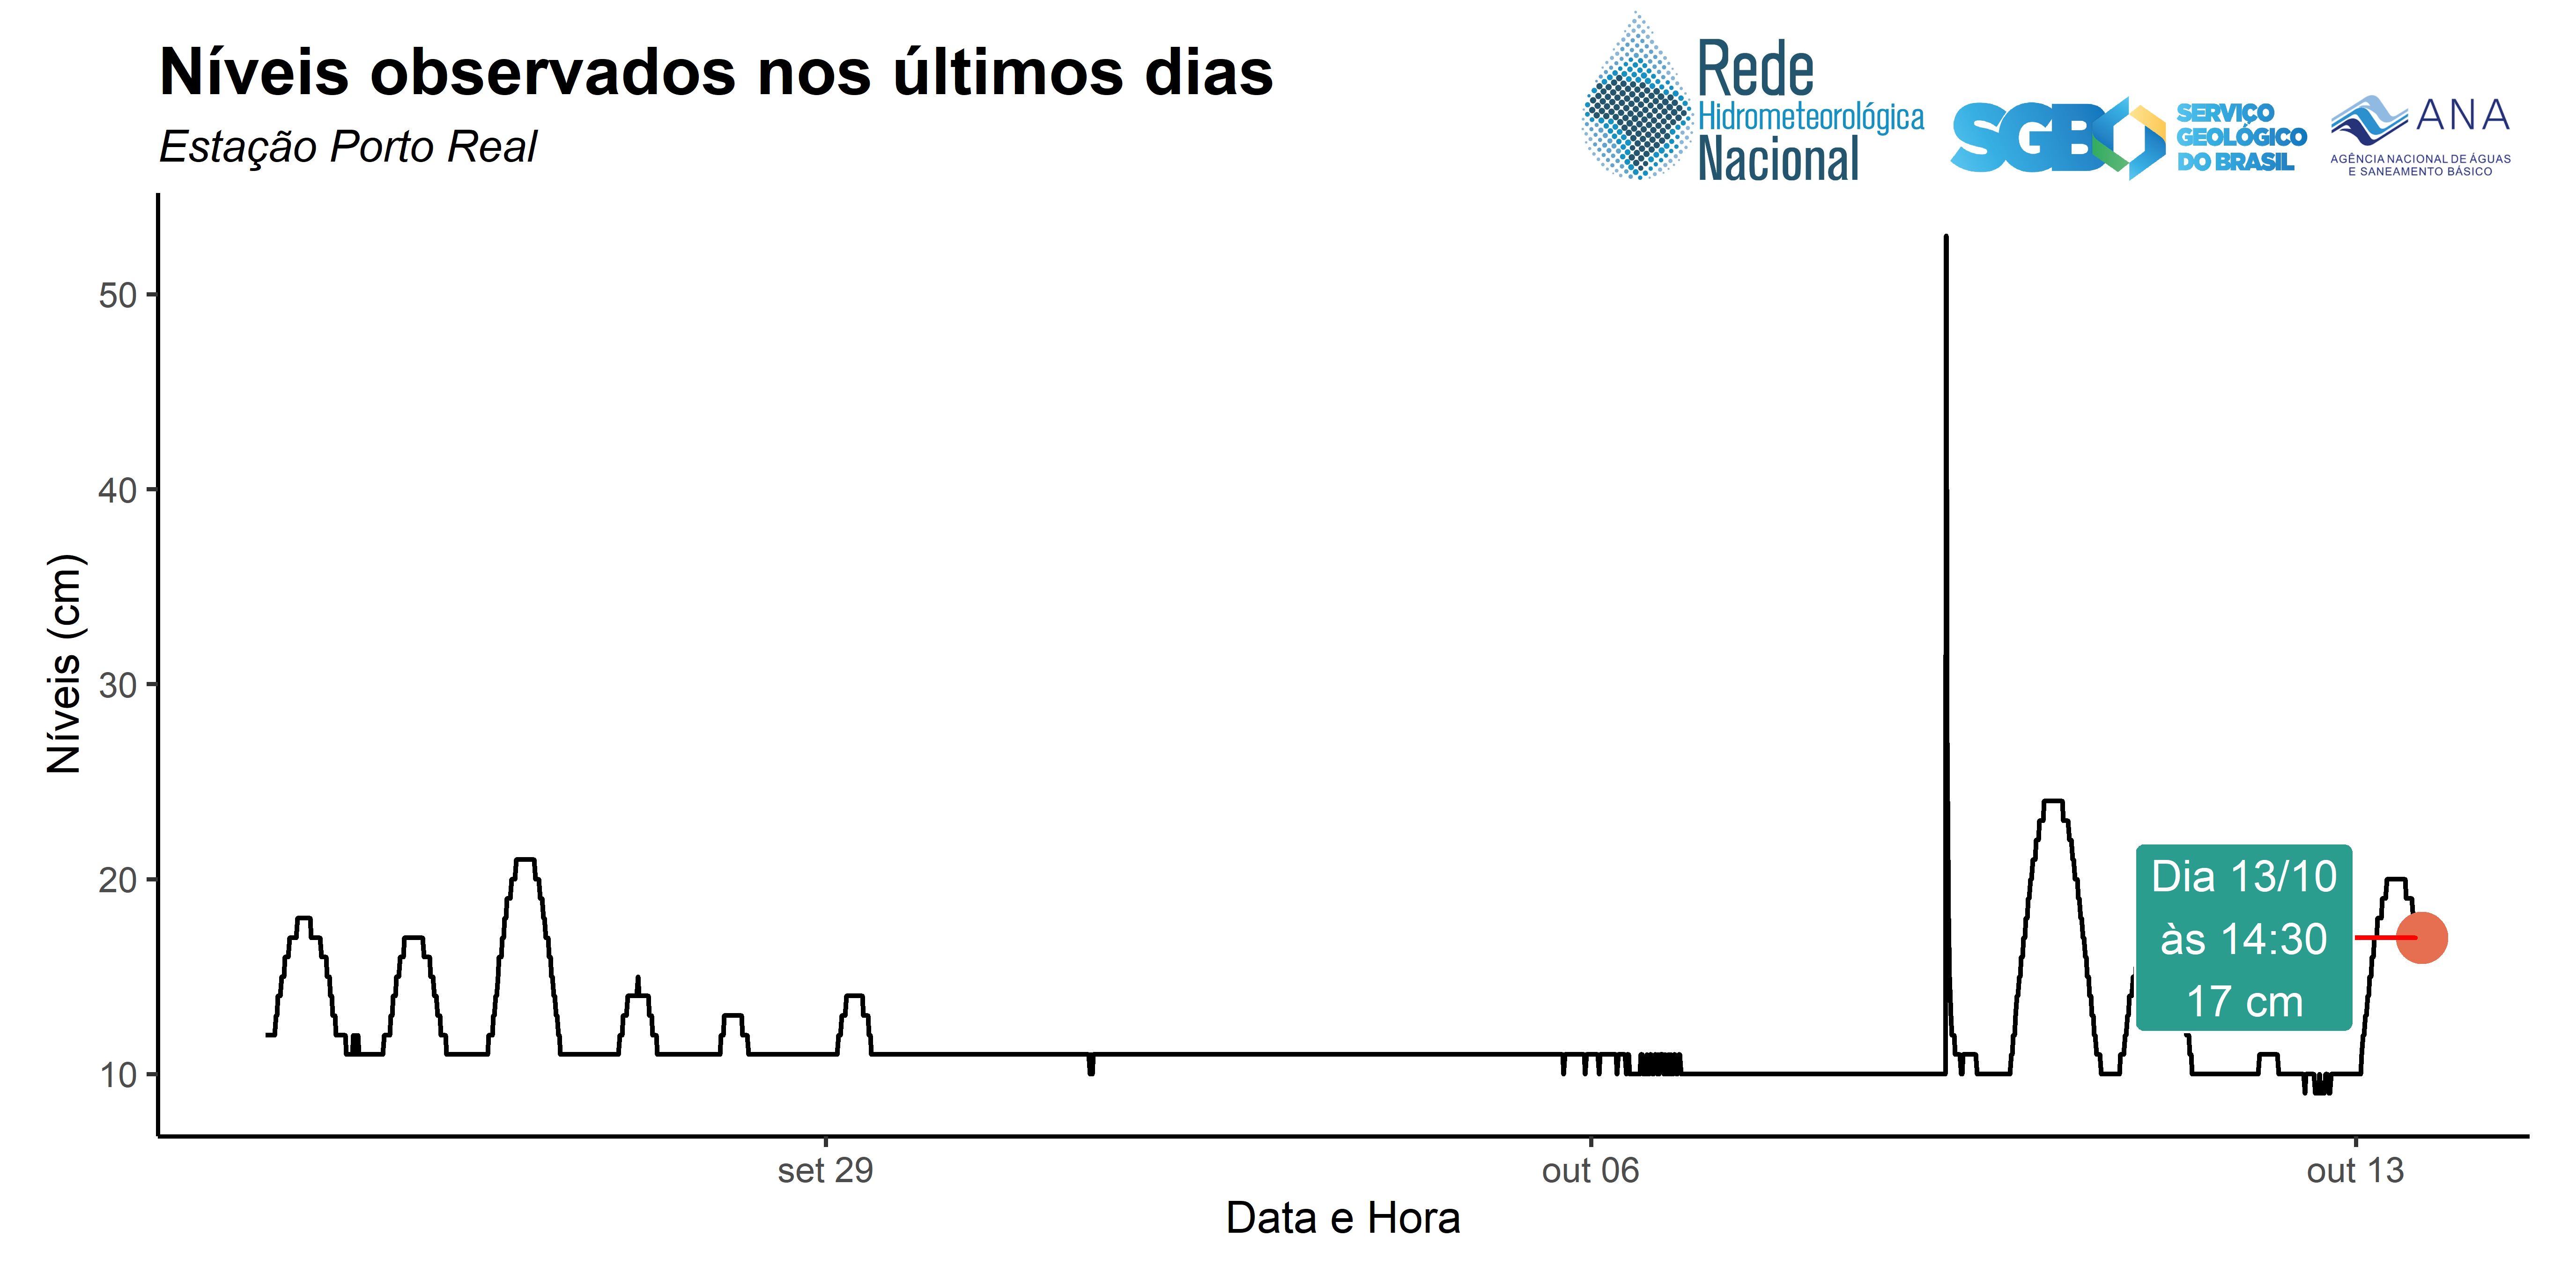 Níveis observados nos últimos dias
Estação Porto Real
Rede
Hidrometeorológica
Nacional
SGB
SERVIÇO
GEOLÓGICO
DO BRASIL
ANA
AGÊNCIA NACIONAL DE ÁGUAS
E SANEAMENTO BÁSICO
Níveis (cm)
50
40
30
20
10
Dia 13/10
às 14:30
17 cm
set 29
out 06
out 13
Data e Hora